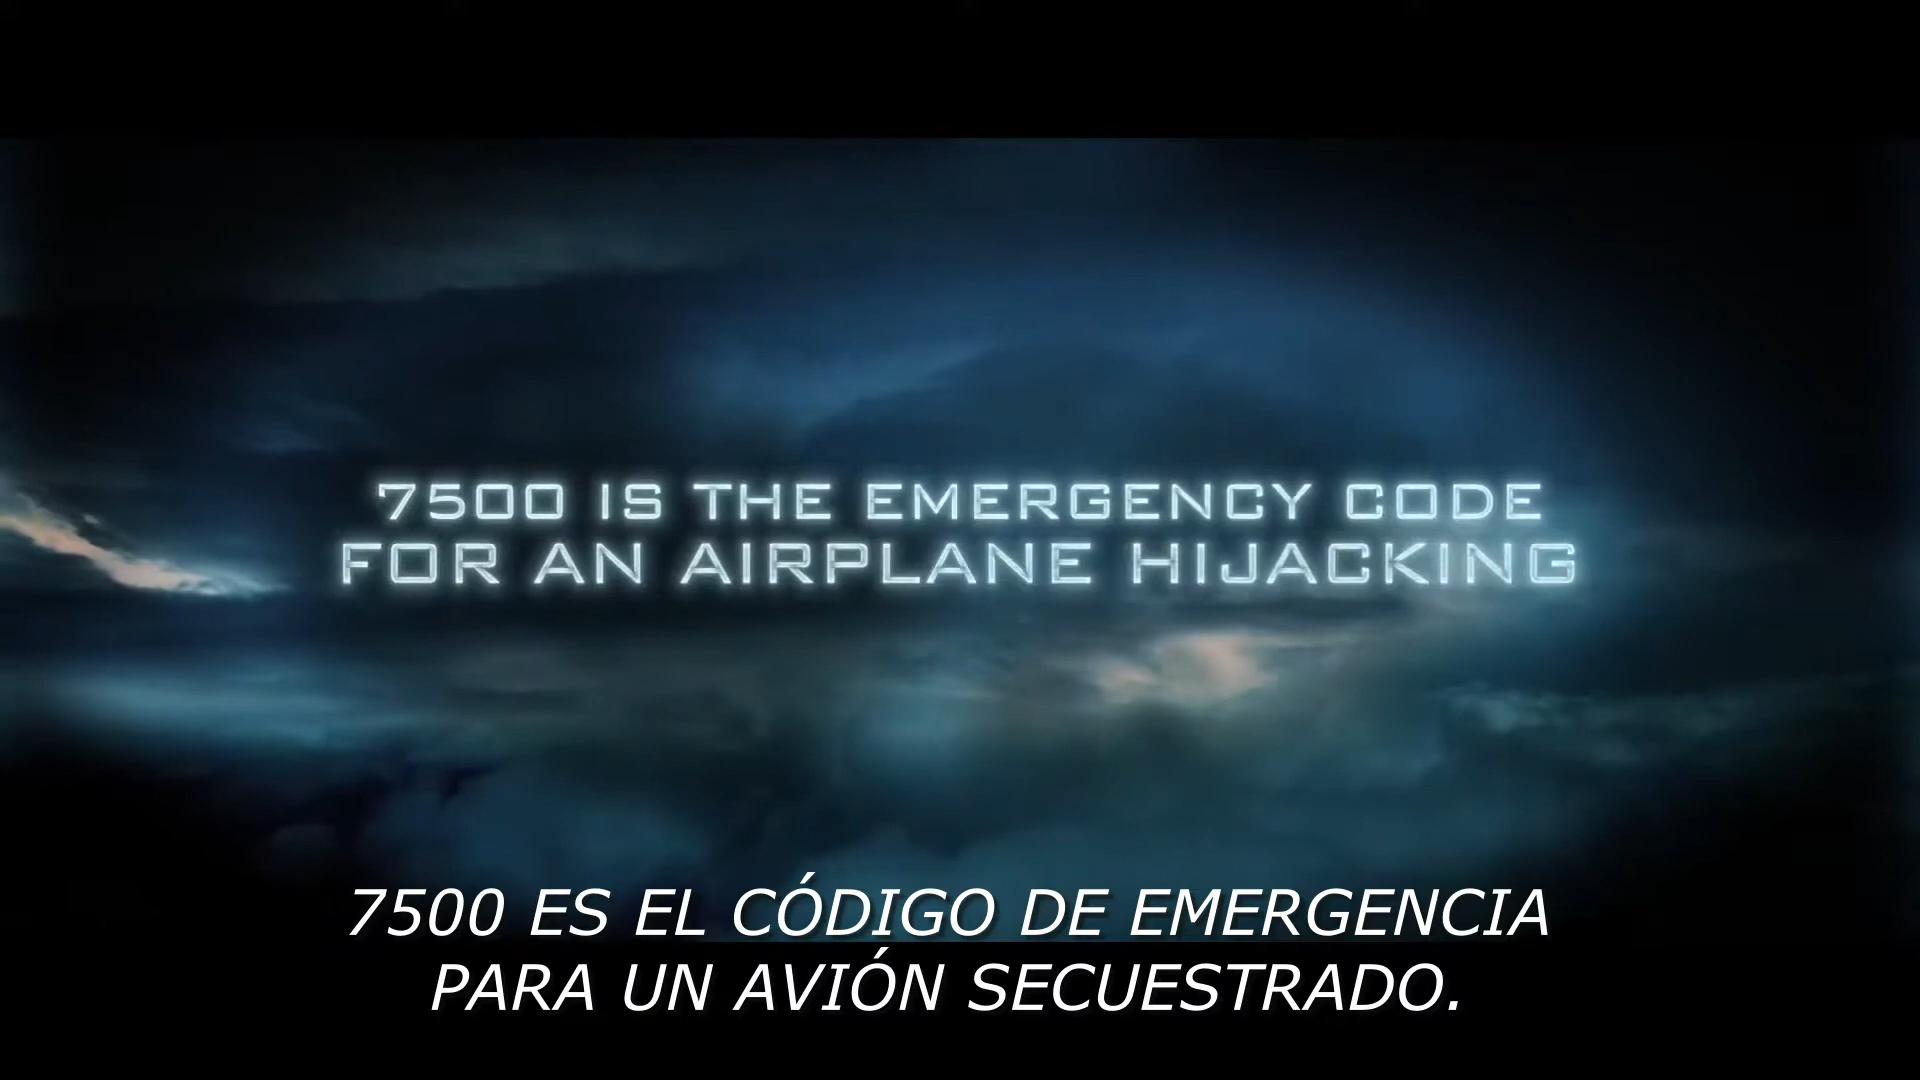 7500 IS THE EMERGENCY CODE
FOR AN AIRPLANE HIJACKING
7500 ES EL CÓDIGO DE EMERGENCIA
PARA UN AVIÓN SECUESTRADO.